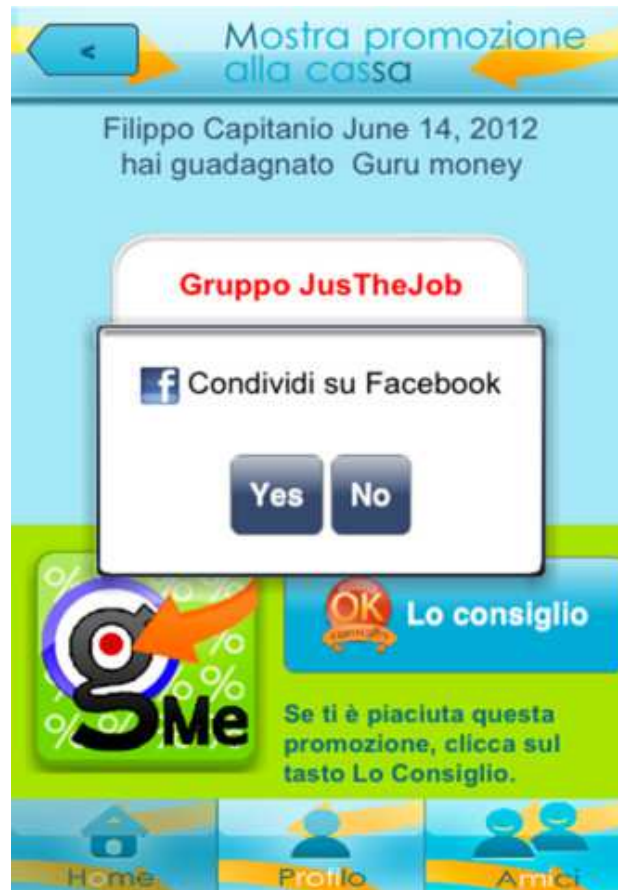 <
Mostra promozione
alla cassa
Filippo Capitanio June 14, 2012
hai guadagnato Guru money
Gruppo JusTheJob
Condividi su Facebook
Yes No
OK
Lo consiglio
gMe
Se ti è piaciuta questa
promozione, clicca sul
tasto Lo Consiglio.
Home Profilo Amici